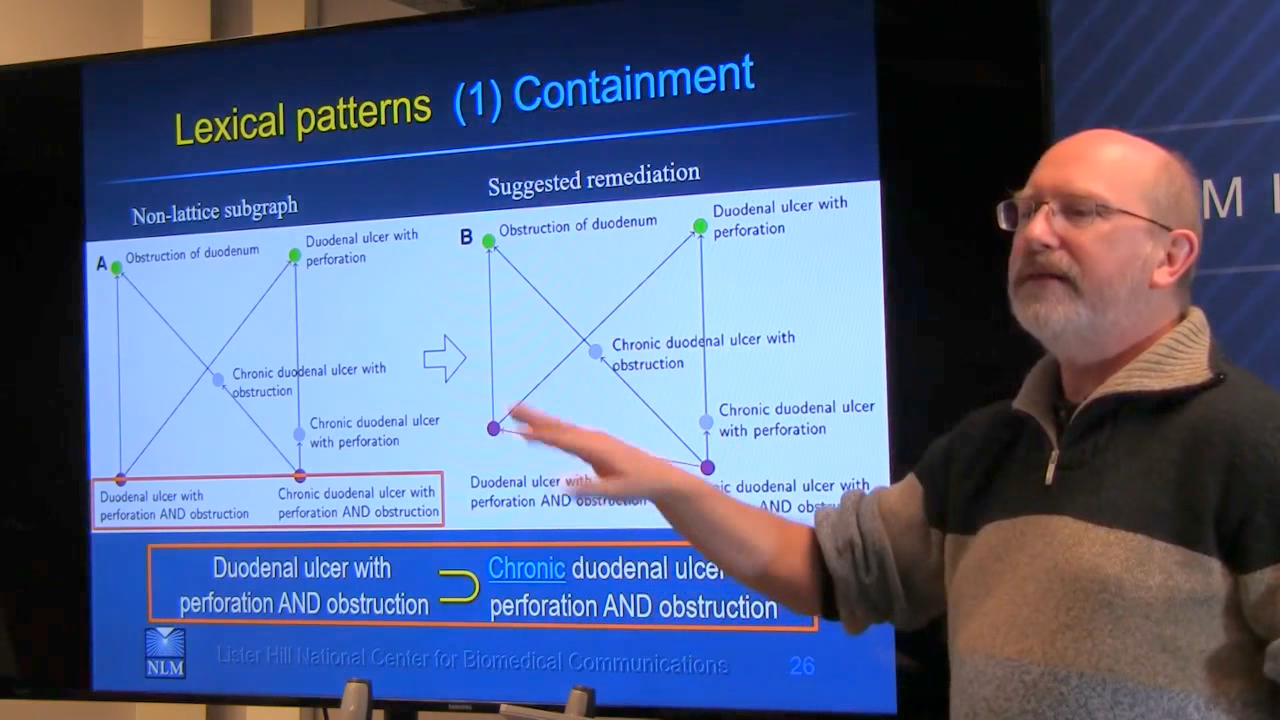 Lexical patterns (1) Containment
Non-lattice subgraph
Suggested remediation
A
Obstruction of duodenum
Duodenal ulcer with
perforation
Chronic duodenal ulcer with
obstruction
Chronic duodenal ulcer
with perforation
Duodenal ulcer with
perforation AND obstruction
Chronic duodenal ulcer with
perforation AND obstruction
B
Obstruction of duodenum
Duodenal ulcer with
perforation
Chronic duodenal ulcer with
obstruction
Chronic duodenal ulcer
with perforation
Duodenal ulcer with
perforation AND obstruction
duodenal ulcer with
AND
Duodenal ulcer with
perforation AND obstruction
⊃
Chronic duodenal ulcer
perforation AND obstruction
NLM
Lister Hill National Center for Biomedical Communications
26
M